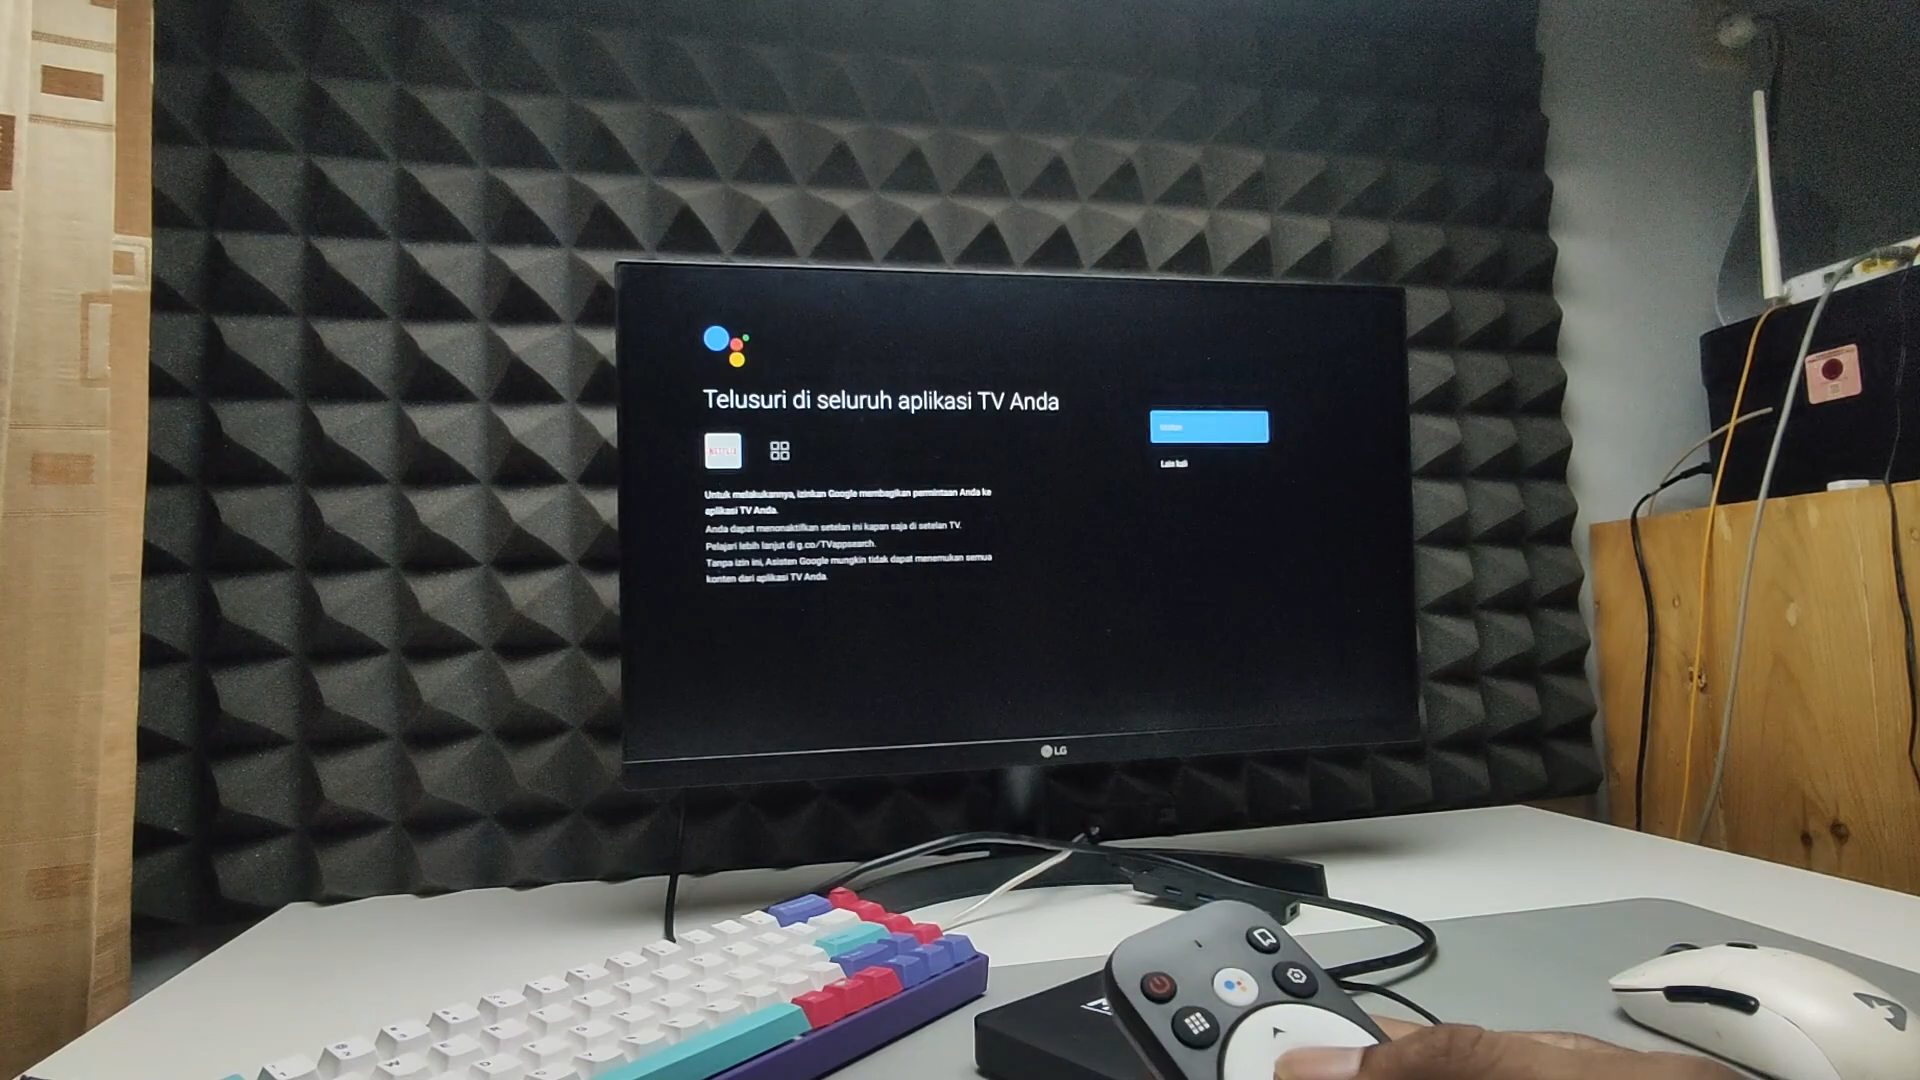 Telusuri di seluruh aplikasi TV Anda
NETFLIX
Untuk melakukannya, izinkan Google membagikan permintaan Anda ke
aplikasi TV Anda.
Anda dapat menonaktifkan setelan ini kapan saja di setelan TV.
Pelajari lebih lanjut di g.co/TVappsearch.
Tanpa izin ini, Asisten Google mungkin tidak dapat menemukan semua
konten dari aplikasi TV Anda.
Lain kali
LG